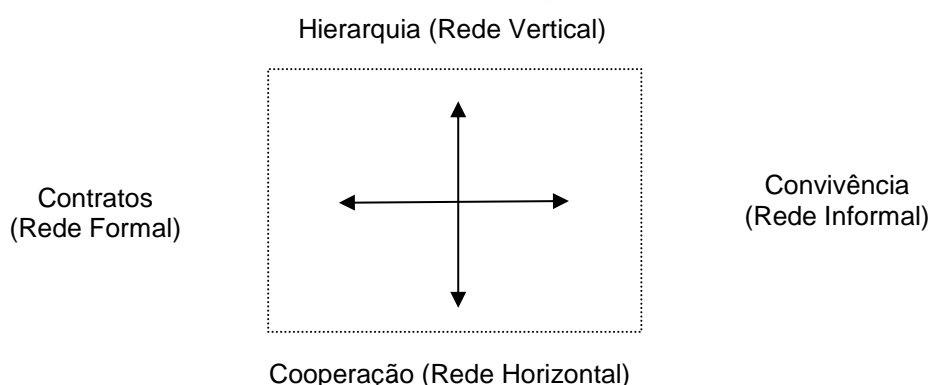 Hierarquia (Rede Vertical)
Contratos
(Rede Formal)
Convivência
(Rede Informal)
Cooperação (Rede Horizontal)